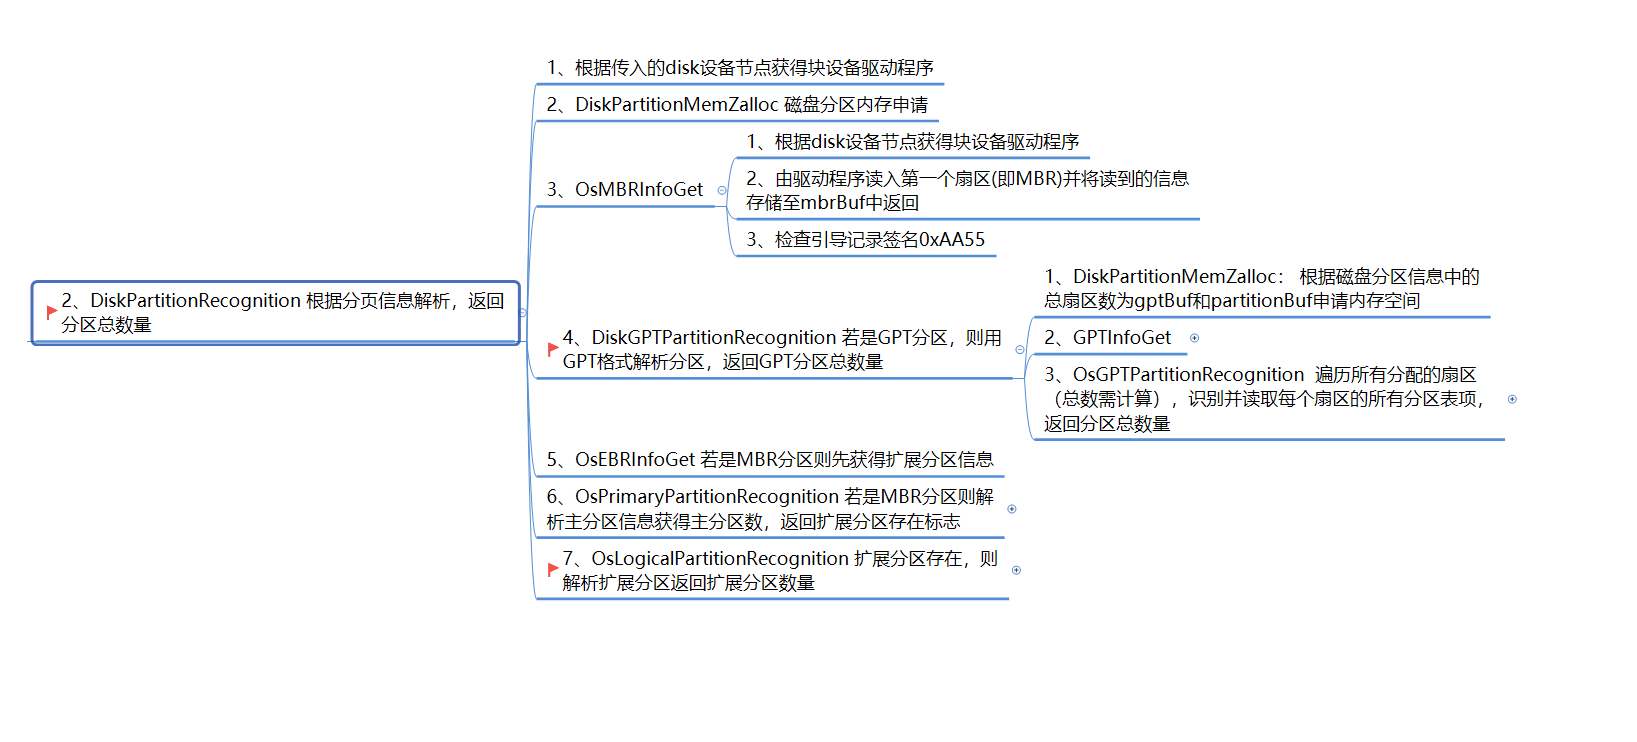 1、根据传入的disk设备节点获得块设备驱动程序
2、DiskPartitionMemZalloc 磁盘分区内存申请
1、根据disk设备节点获得块设备驱动程序
3、OsMBRInfoGet
2、由驱动程序读入第一个扇区(即MBR)并将读到的信息
存储至mbrBuf中返回
3、检查引导记录签名0xAA55
2、DiskPartitionRecognition 根据分页信息解析，返回
分区总数量
4、DiskGPTPartitionRecognition 若是GPT分区，则用
GPT格式解析分区，返回GPT分区总数量
1、DiskPartitionMemZalloc： 根据磁盘分区信息中的
总扇区数为gptBuf和partitionBuf申请内存空间
2、GPTInfoGet
3、OsGPTPartitionRecognition 遍历所有分配的扇区
（总数需计算），识别并读取每个扇区的所有分区表项，
返回分区总数量
5、OsEBRInfoGet 若是MBR分区则先获得扩展分区信息
6、OsPrimaryPartitionRecognition 若是MBR分区则解
析主分区信息获得主分区数，返回扩展分区存在标志
7、OsLogicalPartitionRecognition 扩展分区存在，则
解析扩展分区返回扩展分区数量